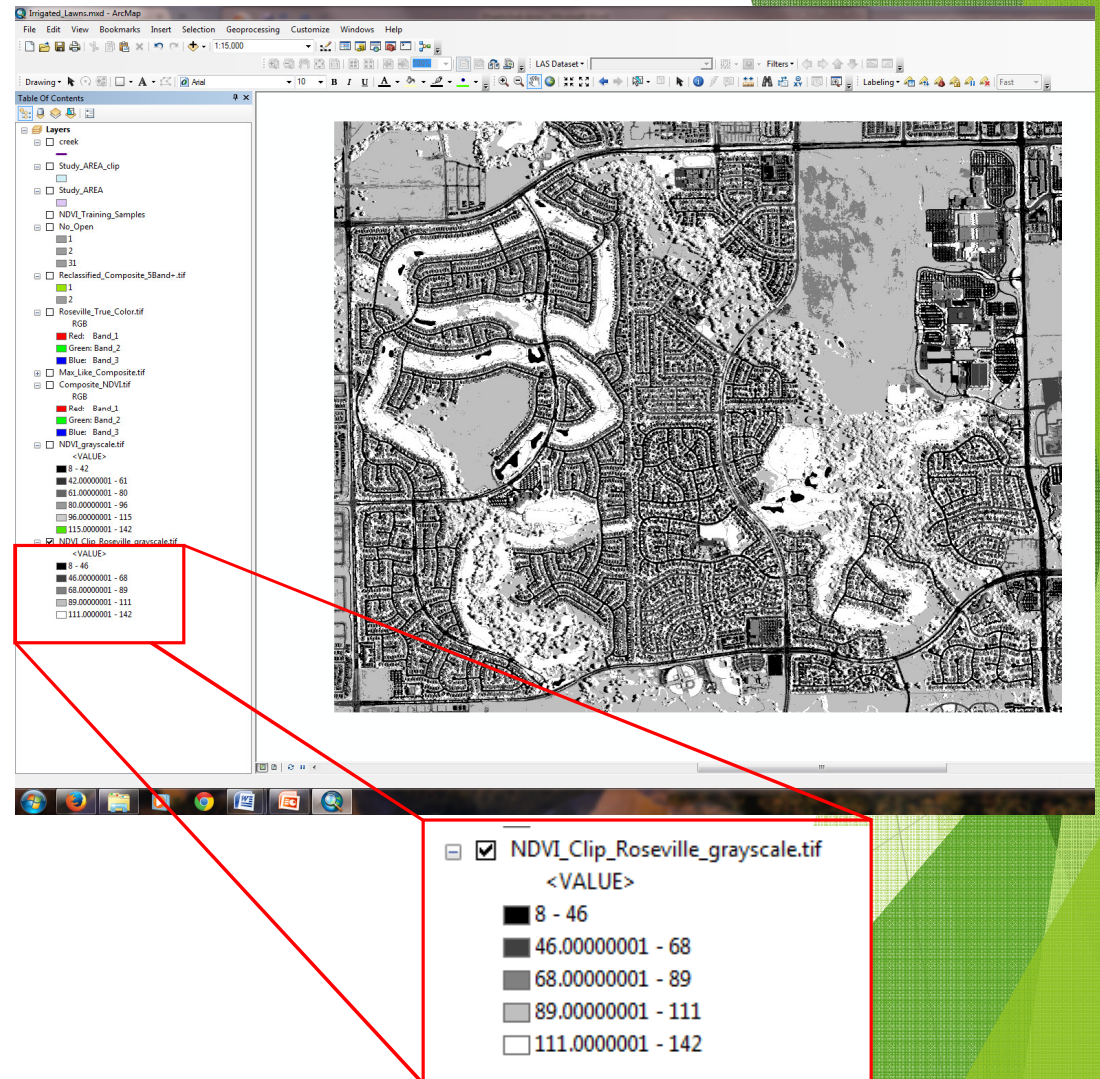 Irrigated_Lawns.mxd - ArcMap
File Edit View Bookmarks Insert Selection Geoprocessing Customize Windows Help
1:15,000
LAS Dataset
Filters
Drawing A Arial 10 B I U A Labeling Fast
Table Of Contents
Layers
creek
Study_AREA_clip
Study_AREA
NDVI_Training_Samples
No_Open
1
2
31
Reclassified_Composite_5Band+.tif
1
2
Roseville_True_Color.tif
RGB
Red: Band_1
Green: Band_2
Blue: Band_3
Max_Like_Composite.tif
Composite_NDVI.tif
RGB
Red: Band_1
Green: Band_2
Blue: Band_3
NDVI_grayscale.tif
<VALUE>
8 - 42
42.00000001 - 61
61.00000001 - 80
80.00000001 - 96
96.00000001 - 115
115.0000001 - 142
NDVI_Clip_Roseville_grayscale.tif
<VALUE>
8 - 46
46.00000001 - 68
68.00000001 - 89
89.00000001 - 111
111.0000001 - 142
NDVI_Clip_Roseville_grayscale.tif
<VALUE>
8 - 46
46.00000001 - 68
68.00000001 - 89
89.00000001 - 111
111.0000001 - 142